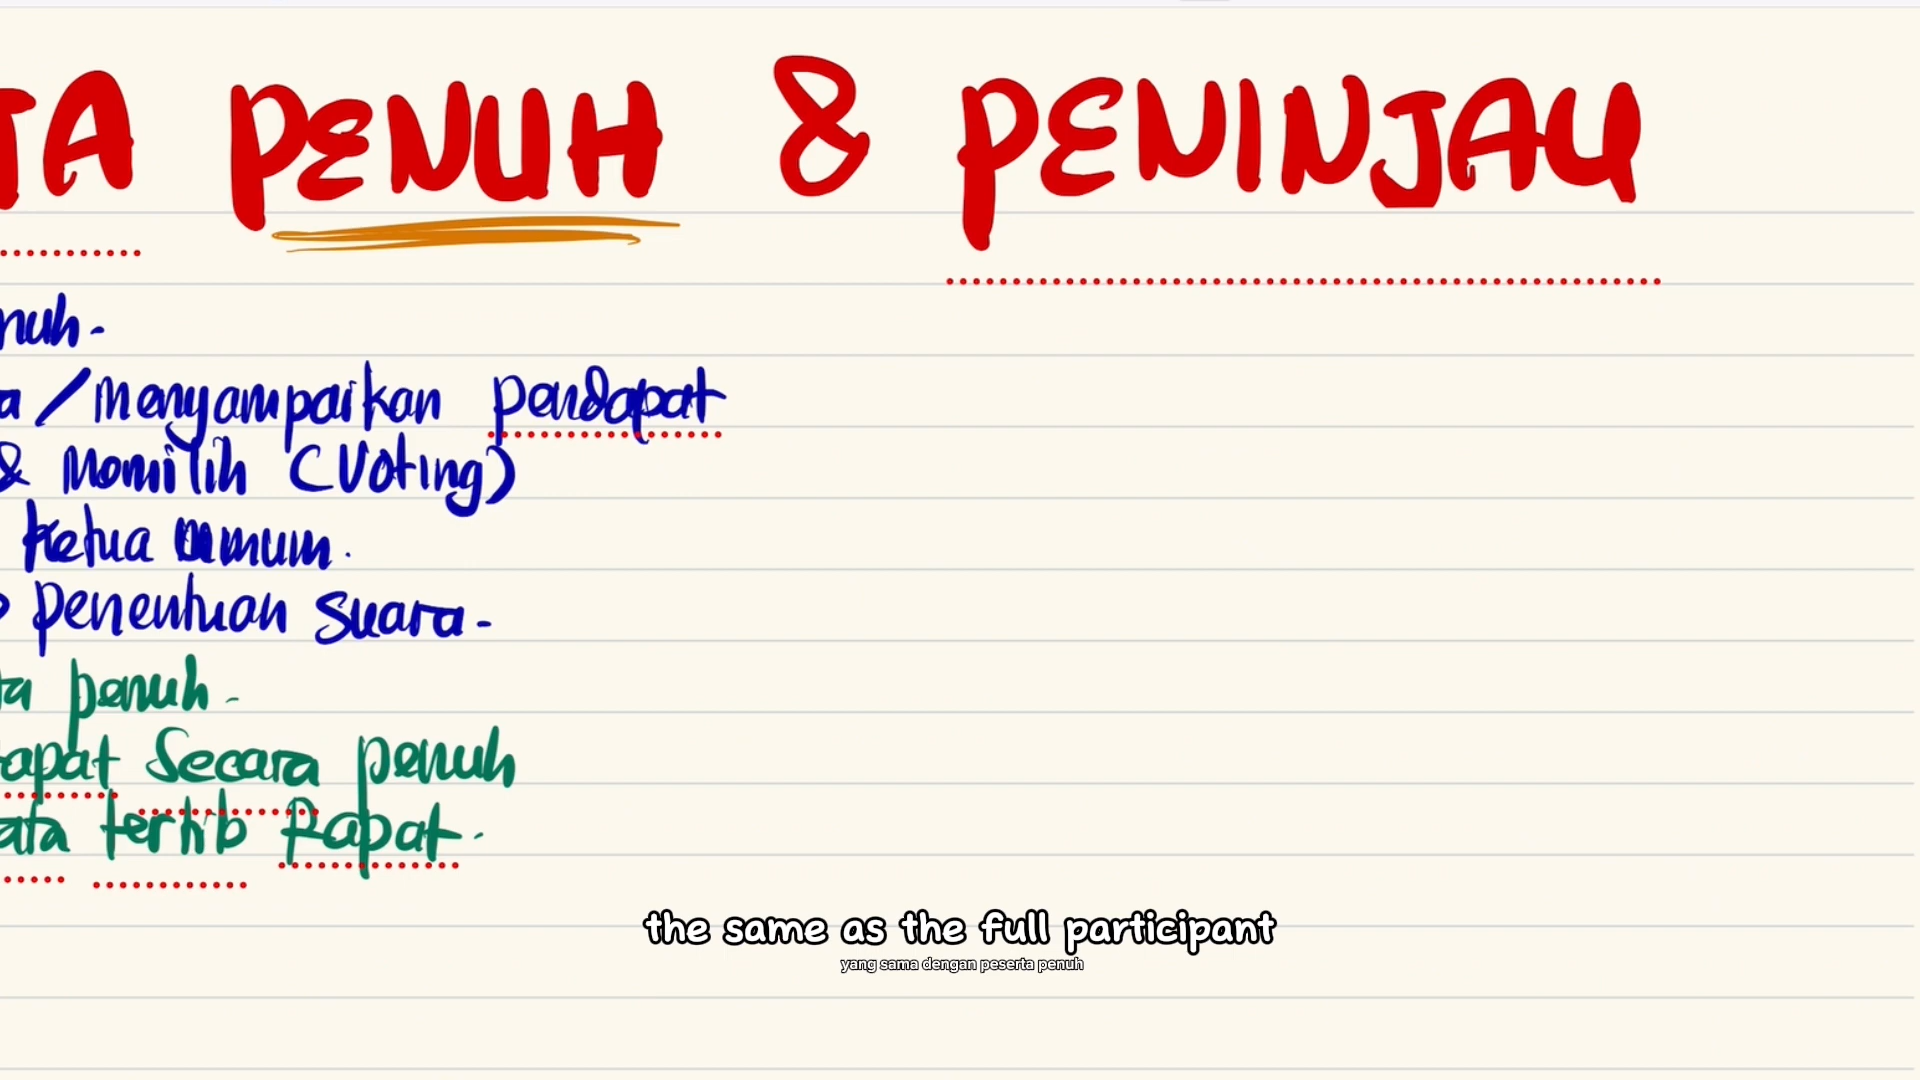 TA PENUH & PENINJAU
nuh.
a / Menyampaikan pendapat
& Memilih (Voting)
Ketua Umum.
penentuan Suara.
ta penuh.
apat Secara penuh
ata tertib Rapat.
the same as the full participant
yang sama dengan peserta penuh